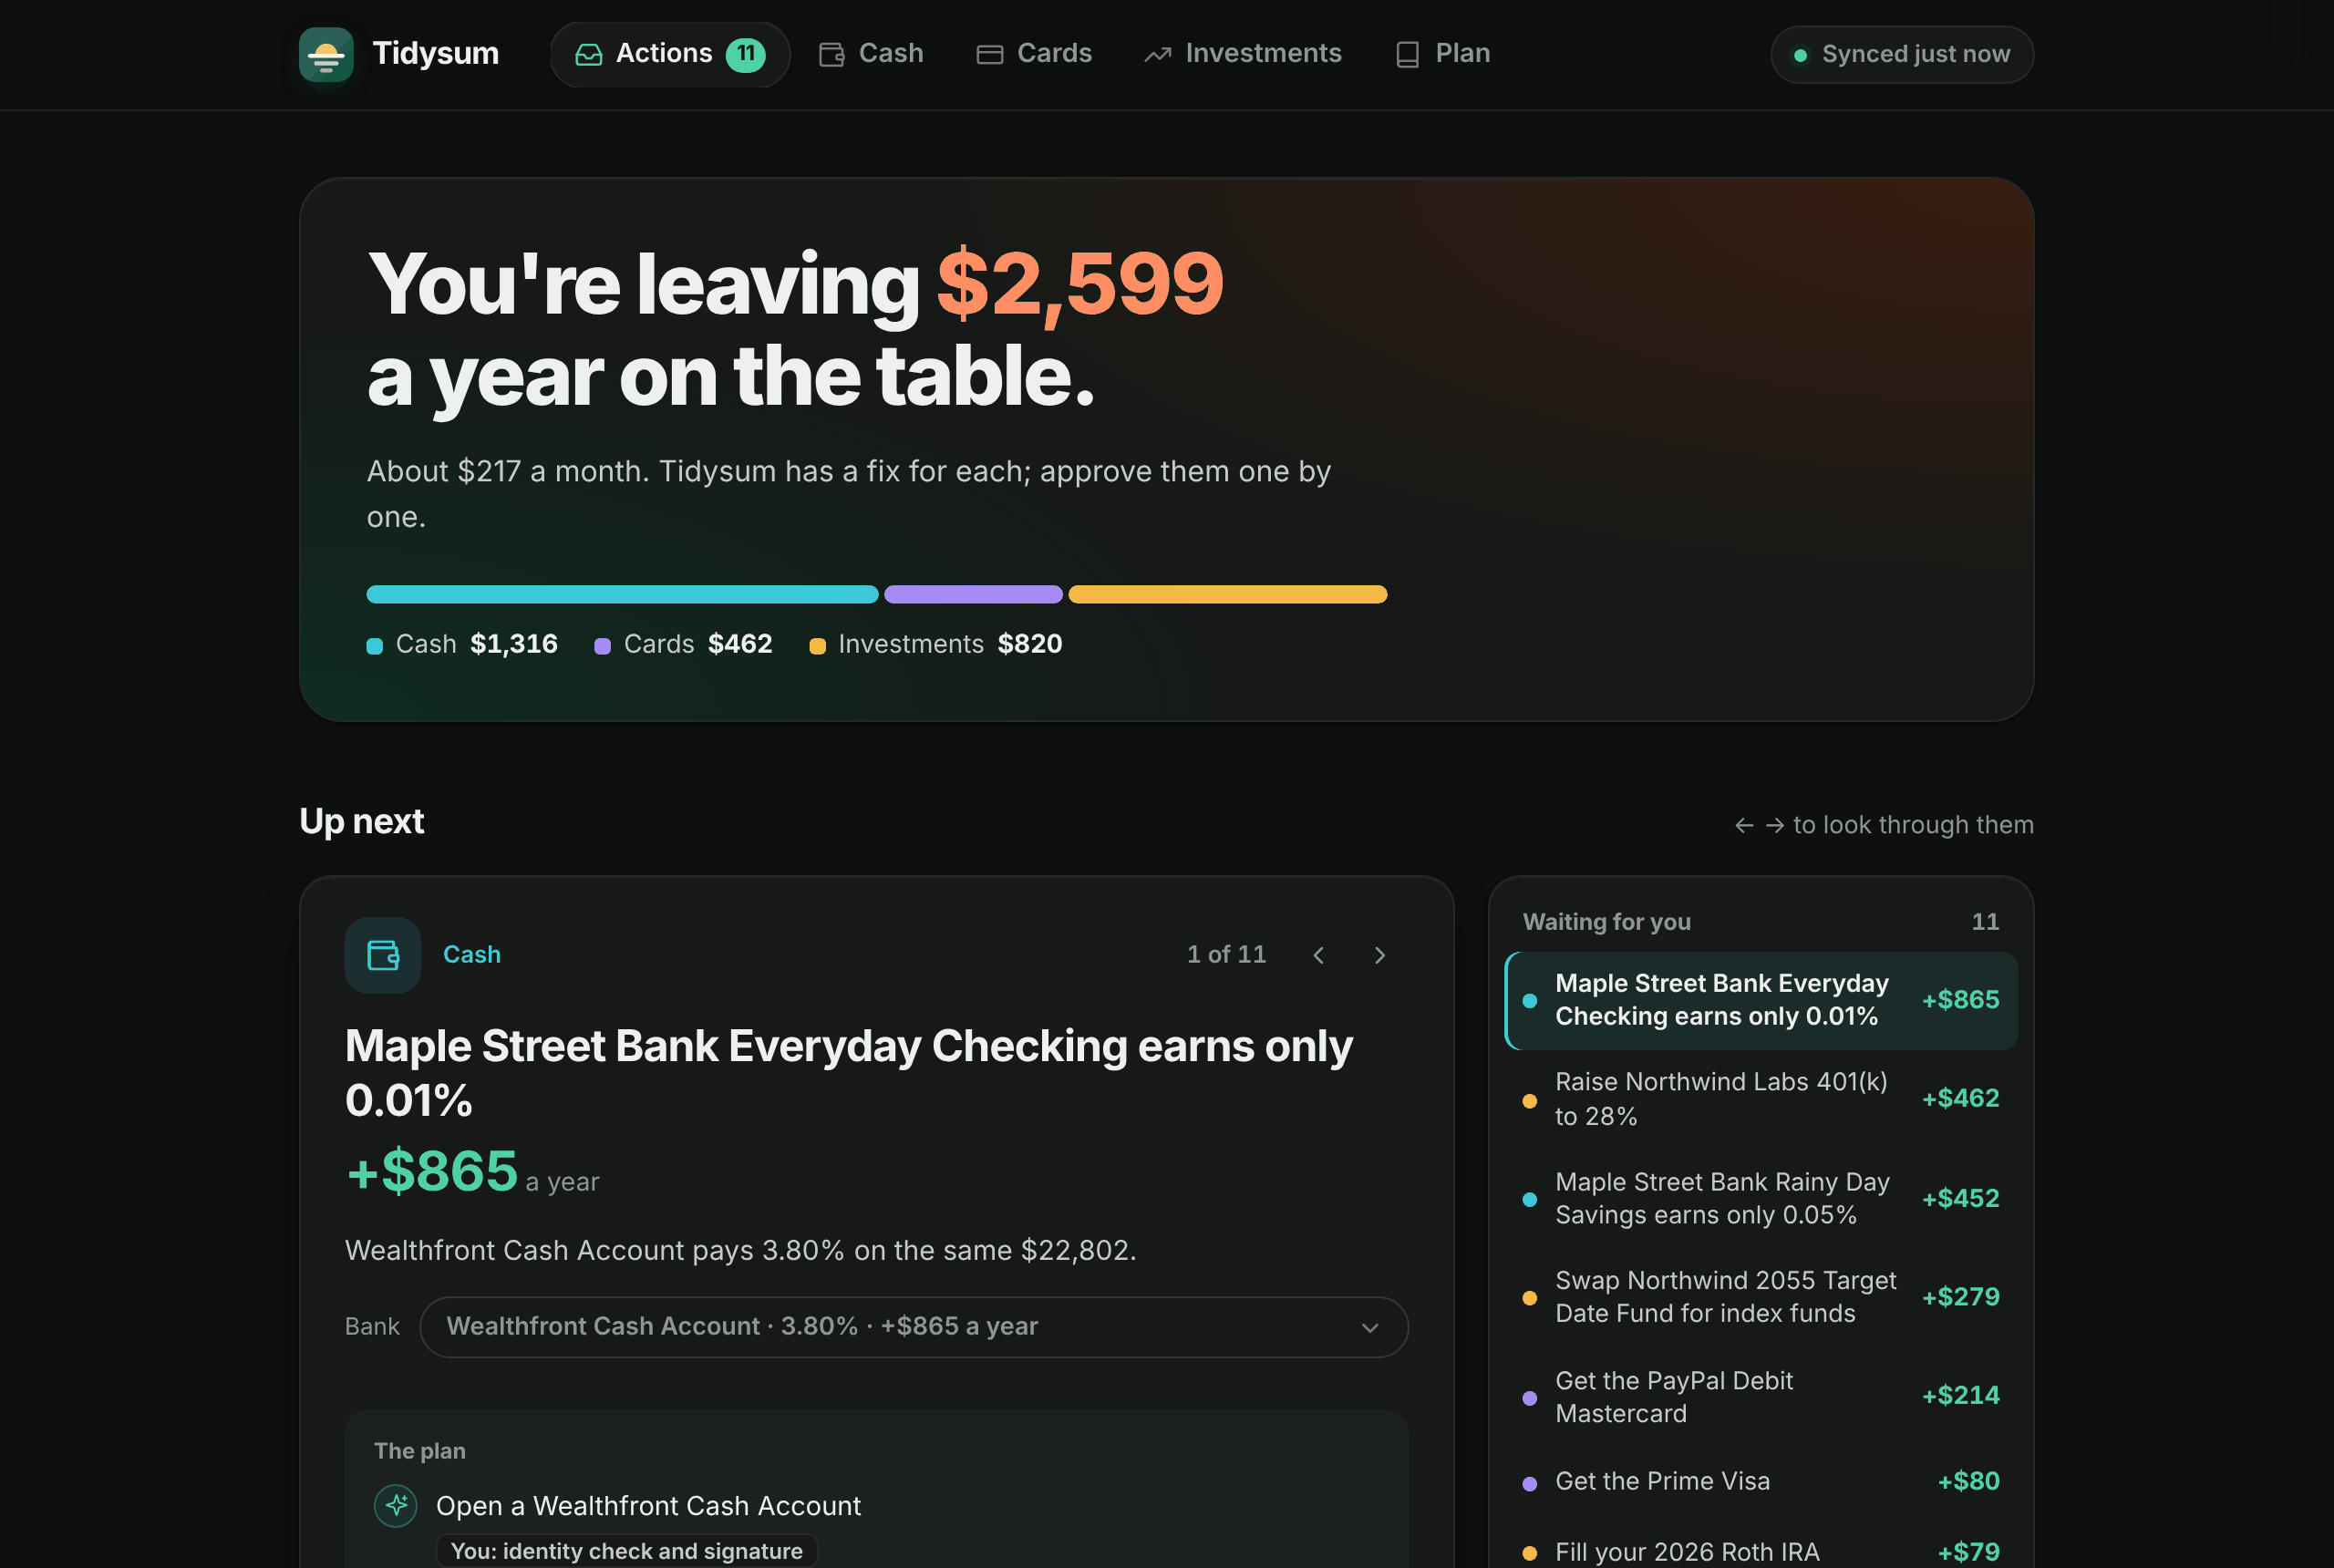 Tidysum
Actions 11
Cash
Cards
Investments
Plan
Synced just now
You're leaving $2,599
a year on the table.
About $217 a month. Tidysum has a fix for each; approve them one by
one.
Cash $1,316
Cards $462
Investments $820
Up next
← → to look through them
Cash
1 of 11
Maple Street Bank Everyday Checking earns only
0.01%
+$865 a year
Wealthfront Cash Account pays 3.80% on the same $22,802.
Bank
Wealthfront Cash Account · 3.80% · +$865 a year
The plan
Open a Wealthfront Cash Account
You: identity check and signature
Waiting for you 11
Maple Street Bank Everyday
Checking earns only 0.01%
+$865
Raise Northwind Labs 401(k)
to 28%
+$462
Maple Street Bank Rainy Day
Savings earns only 0.05%
+$452
Swap Northwind 2055 Target
Date Fund for index funds
+$279
Get the PayPal Debit
Mastercard
+$214
Get the Prime Visa
+$80
Fill your 2026 Roth IRA
+$79